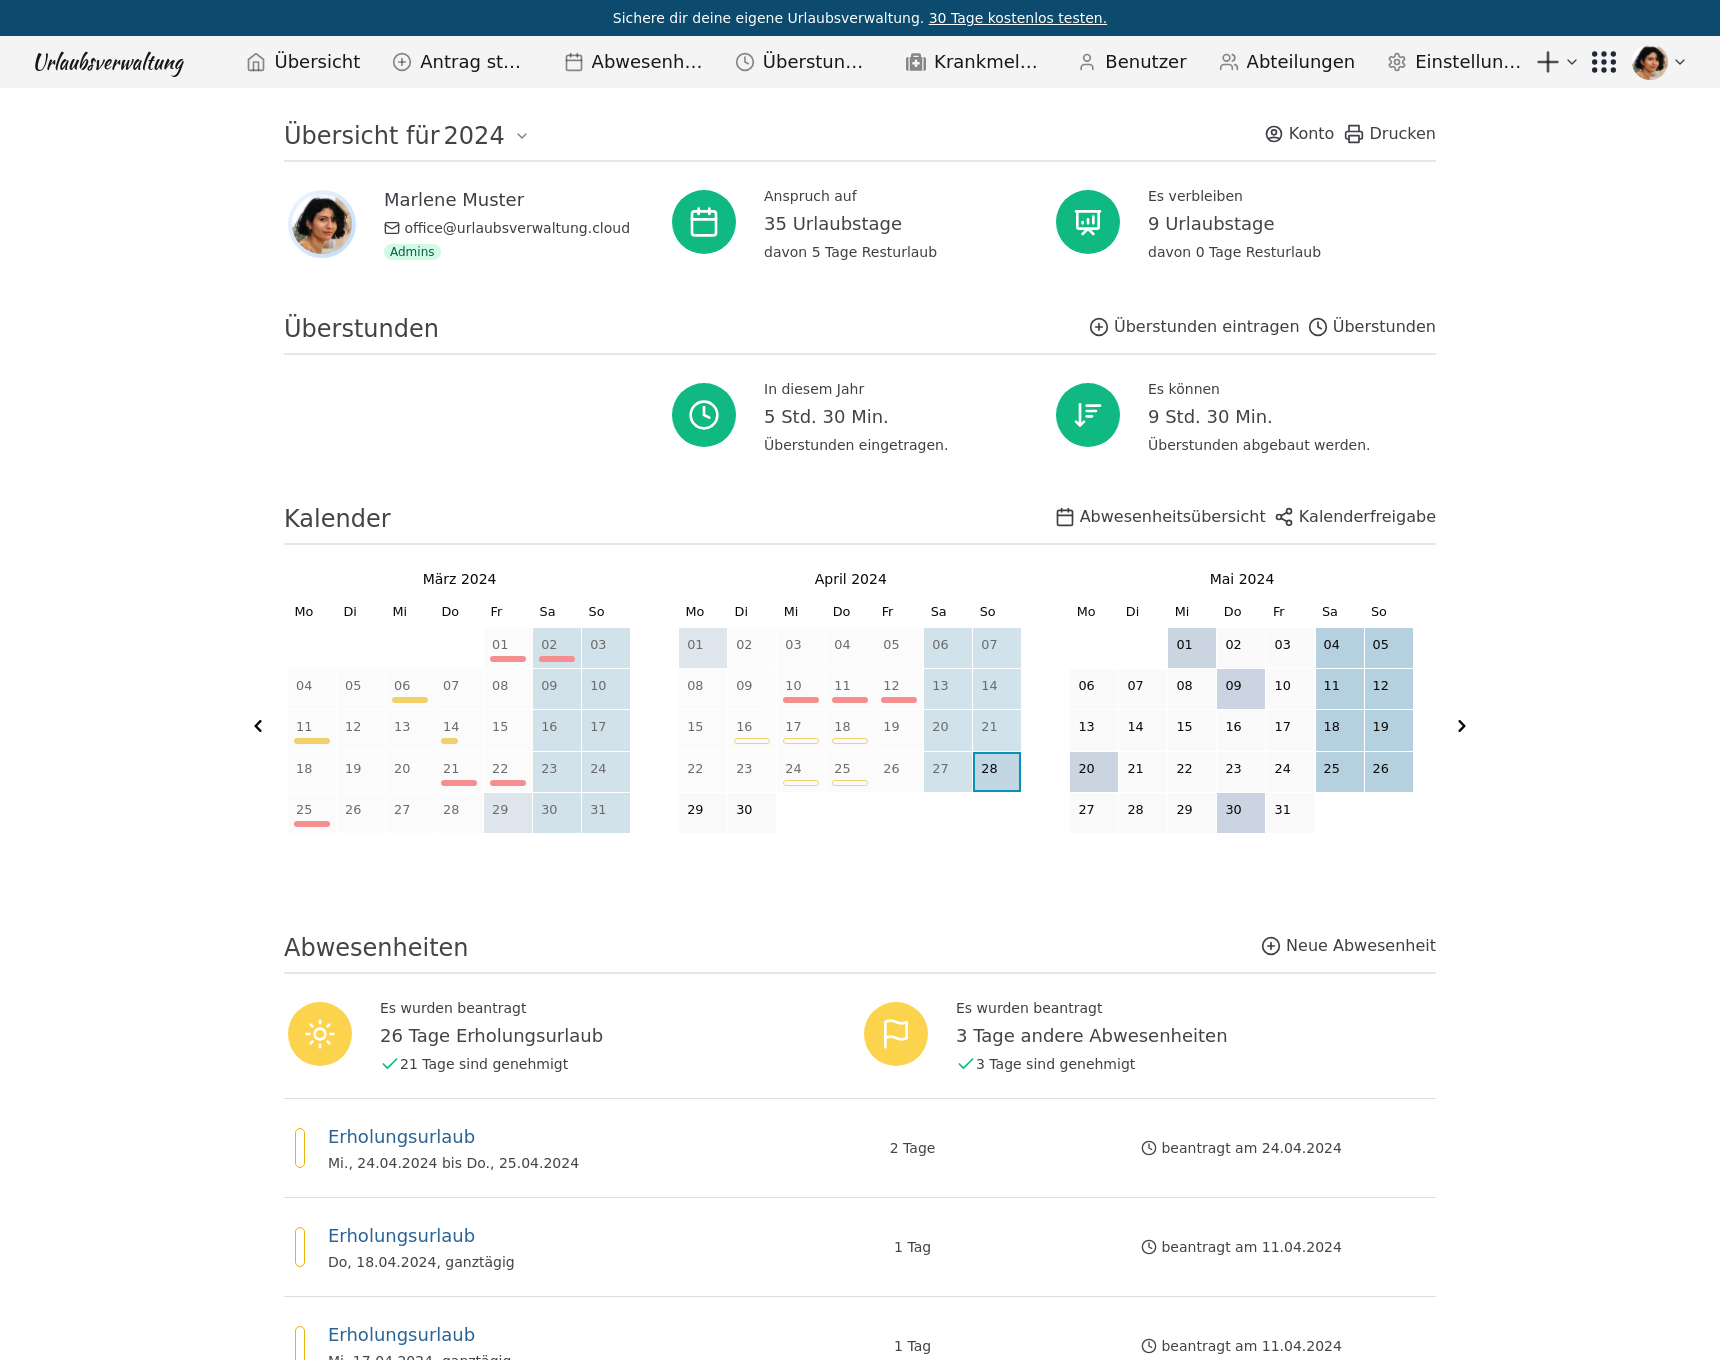 Sichere dir deine eigene Urlaubsverwaltung. 30 Tage kostenlos testen.
Urlaubsverwaltung Übersicht Antrag st… Abwesenh… Überstun… Krankmel… Benutzer Abteilungen Einstellun…
Übersicht für 2024 Konto Drucken
Marlene Muster
office@urlaubsverwaltung.cloud
Admins
Anspruch auf
35 Urlaubstage
davon 5 Tage Resturlaub
Es verbleiben
9 Urlaubstage
davon 0 Tage Resturlaub
Überstunden Überstunden eintragen Überstunden
In diesem Jahr
5 Std. 30 Min.
Überstunden eingetragen.
Es können
9 Std. 30 Min.
Überstunden abgebaut werden.
Kalender Abwesenheitsübersicht Kalenderfreigabe
März 2024
Mo Di Mi Do Fr Sa So
01 02 03
04 05 06 07 08 09 10
11 12 13 14 15 16 17
18 19 20 21 22 23 24
25 26 27 28 29 30 31
April 2024
Mo Di Mi Do Fr Sa So
01 02 03 04 05 06 07
08 09 10 11 12 13 14
15 16 17 18 19 20 21
22 23 24 25 26 27 28
29 30
Mai 2024
Mo Di Mi Do Fr Sa So
01 02 03 04 05
06 07 08 09 10 11 12
13 14 15 16 17 18 19
20 21 22 23 24 25 26
27 28 29 30 31
Abwesenheiten Neue Abwesenheit
Es wurden beantragt
26 Tage Erholungsurlaub
21 Tage sind genehmigt
Es wurden beantragt
3 Tage andere Abwesenheiten
3 Tage sind genehmigt
Erholungsurlaub
Mi., 24.04.2024 bis Do., 25.04.2024
2 Tage
beantragt am 24.04.2024
Erholungsurlaub
Do, 18.04.2024, ganztägig
1 Tag
beantragt am 11.04.2024
Erholungsurlaub
Mi, 17.04.2024, ganztägig
1 Tag
beantragt am 11.04.2024